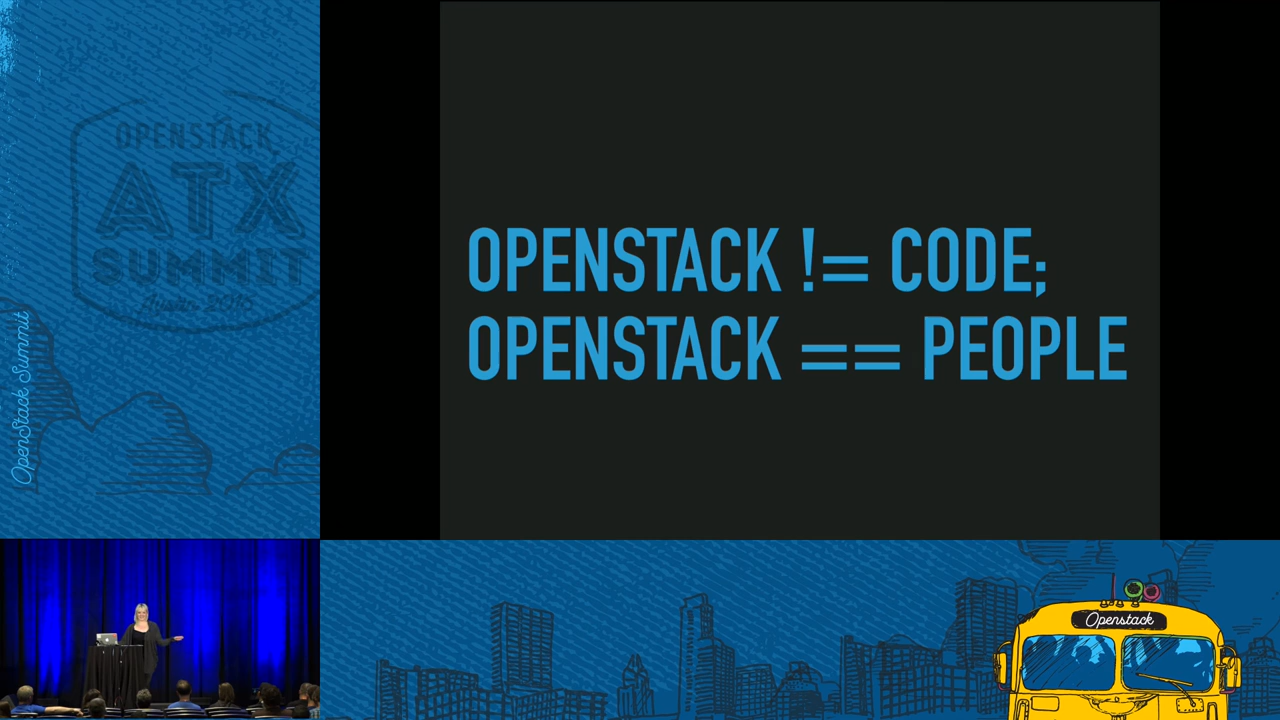 OPENSTACK
ATX
SUMMIT
Austin 2016
OpenStack Summit
OPENSTACK != CODE;
OPENSTACK == PEOPLE
Openstack